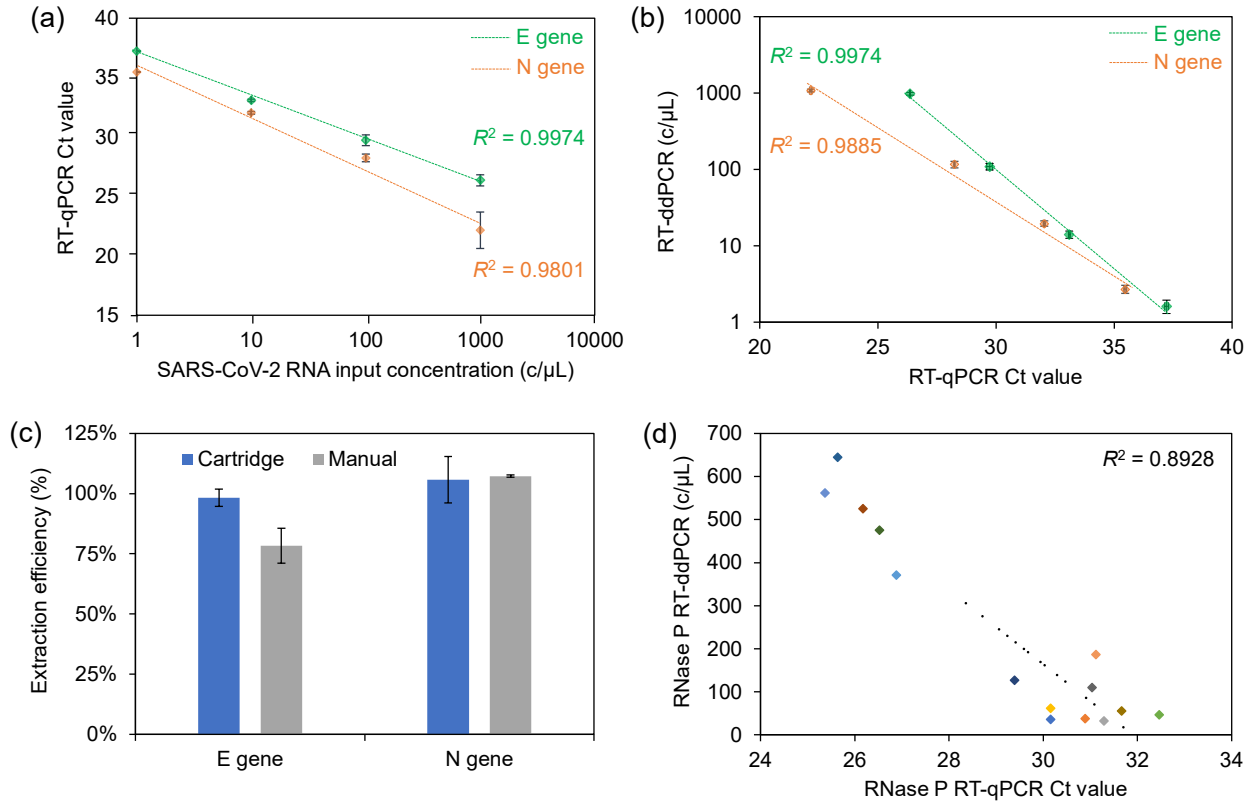 (a)
40
35
30
25
20
15
RT-qPCR Ct value
E gene
N gene
R² = 0.9974
R² = 0.9801
1
10
100
1000
10000
SARS-CoV-2 RNA input concentration (c/µL)
(b)
10000
1000
100
10
1
RT-ddPCR (c/µL)
E gene
N gene
R² = 0.9974
R² = 0.9885
20
25
30
35
40
RT-qPCR Ct value
(c)
125%
100%
75%
50%
25%
0%
Extraction efficiency (%)
Cartridge
Manual
E gene
N gene
(d)
700
600
500
400
300
200
100
0
RNase P RT-ddPCR (c/µL)
R² = 0.8928
24
26
28
30
32
34
RNase P RT-qPCR Ct value